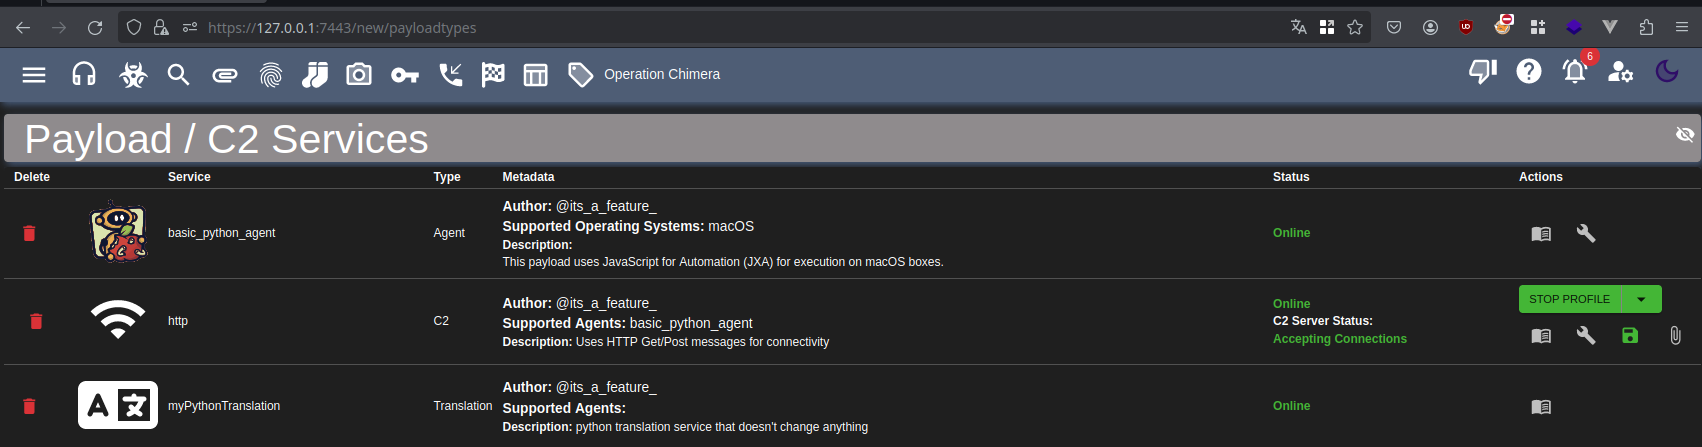 https://127.0.0.1:7443/new/payloadtypes
Operation Chimera
6
Payload / C2 Services
Delete Service Type Metadata Status Actions
basic_python_agent Agent
Author: @its_a_feature_
Supported Operating Systems: macOS
Description:
This payload uses JavaScript for Automation (JXA) for execution on macOS boxes.
Online
http C2
Author: @its_a_feature_
Supported Agents: basic_python_agent
Description: Uses HTTP Get/Post messages for connectivity
Online
C2 Server Status:
Accepting Connections
STOP PROFILE
A 文
myPythonTranslation Translation
Author: @its_a_feature_
Supported Agents:
Description: python translation service that doesn't change anything
Online